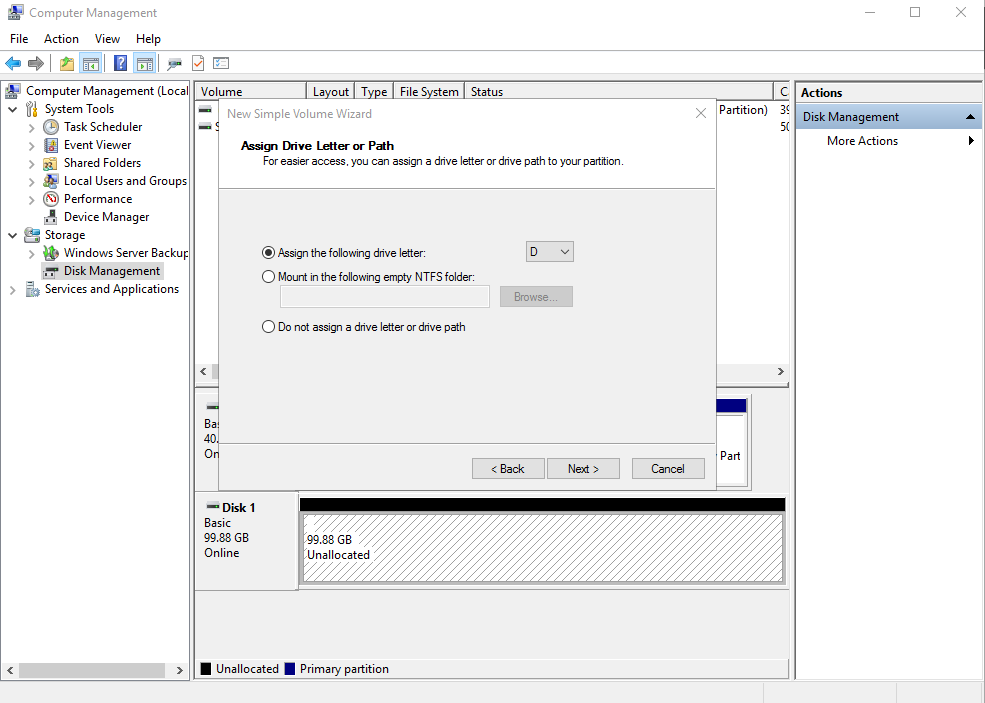 Computer Management
File Action View Help
Computer Management (Local
System Tools
Task Scheduler
Event Viewer
Shared Folders
Local Users and Groups
Performance
Device Manager
Storage
Windows Server Backup
Disk Management
Services and Applications
Volume Layout Type File System Status
Partition)
New Simple Volume Wizard
Assign Drive Letter or Path
For easier access, you can assign a drive letter or drive path to your partition.
Assign the following drive letter: D
Mount in the following empty NTFS folder:
Browse...
Do not assign a drive letter or drive path
< Back Next > Cancel
40.
On
Part
Disk 1
Basic
99.88 GB
Online
99.88 GB
Unallocated
Unallocated Primary partition
Actions
Disk Management
More Actions